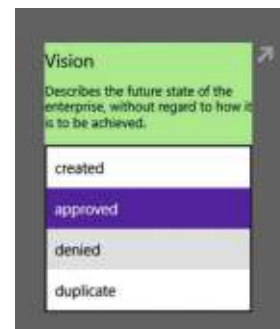 Vision
Describes the future state of the
enterprise, without regard to how it
is to be achieved.
created
approved
denied
duplicate